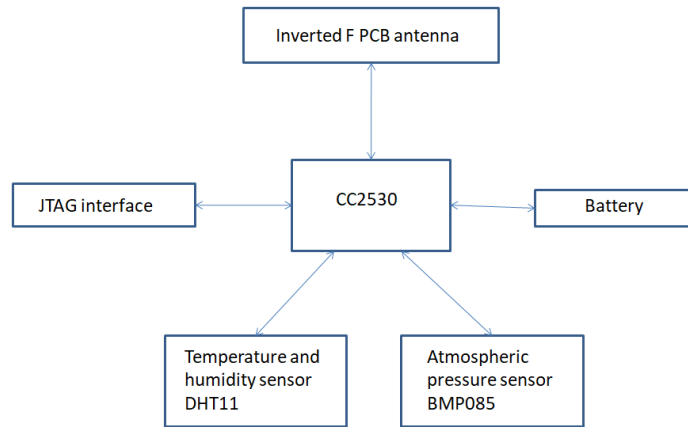 Inverted F PCB antenna
JTAG interface
CC2530
Battery
Temperature and
humidity sensor
DHT11
Atmospheric
pressure sensor
BMP085